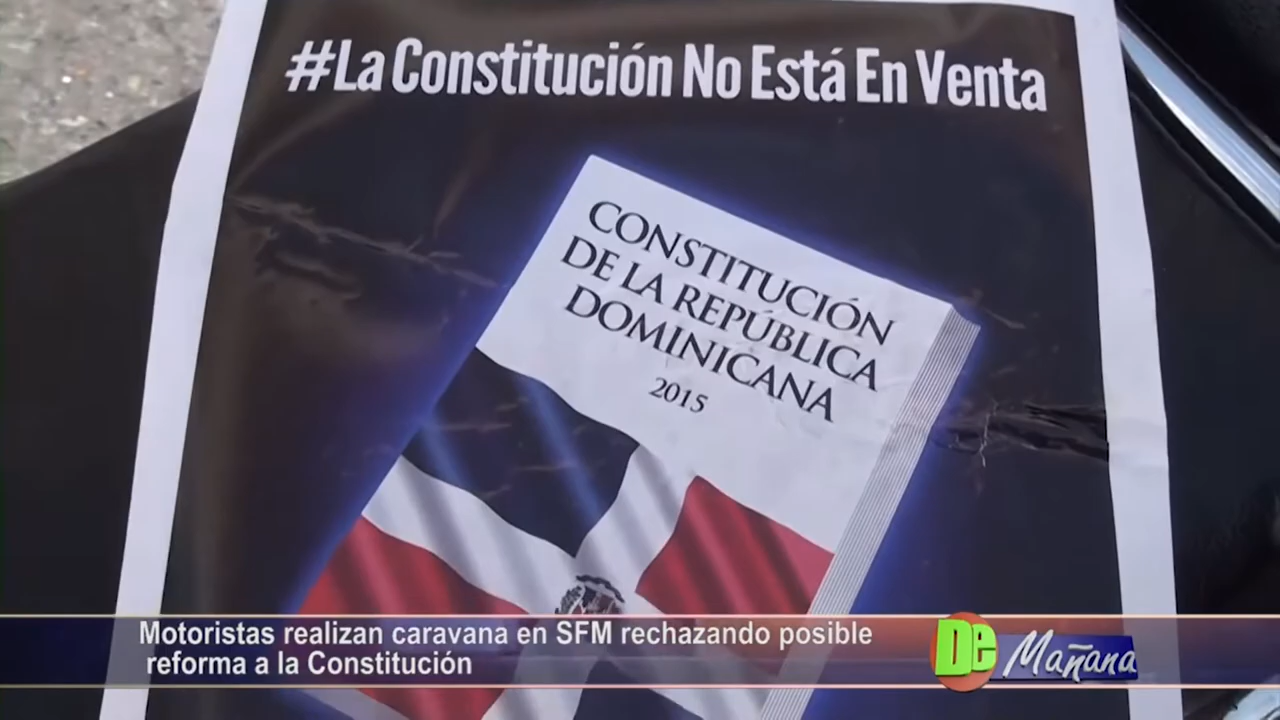 #La Constitución No Está En Venta
CONSTITUCIÓN
DE LA REPÚBLICA
DOMINICANA
2015
Motoristas realizan caravana en SFM rechazando posible
reforma a la Constitución
De Mañana